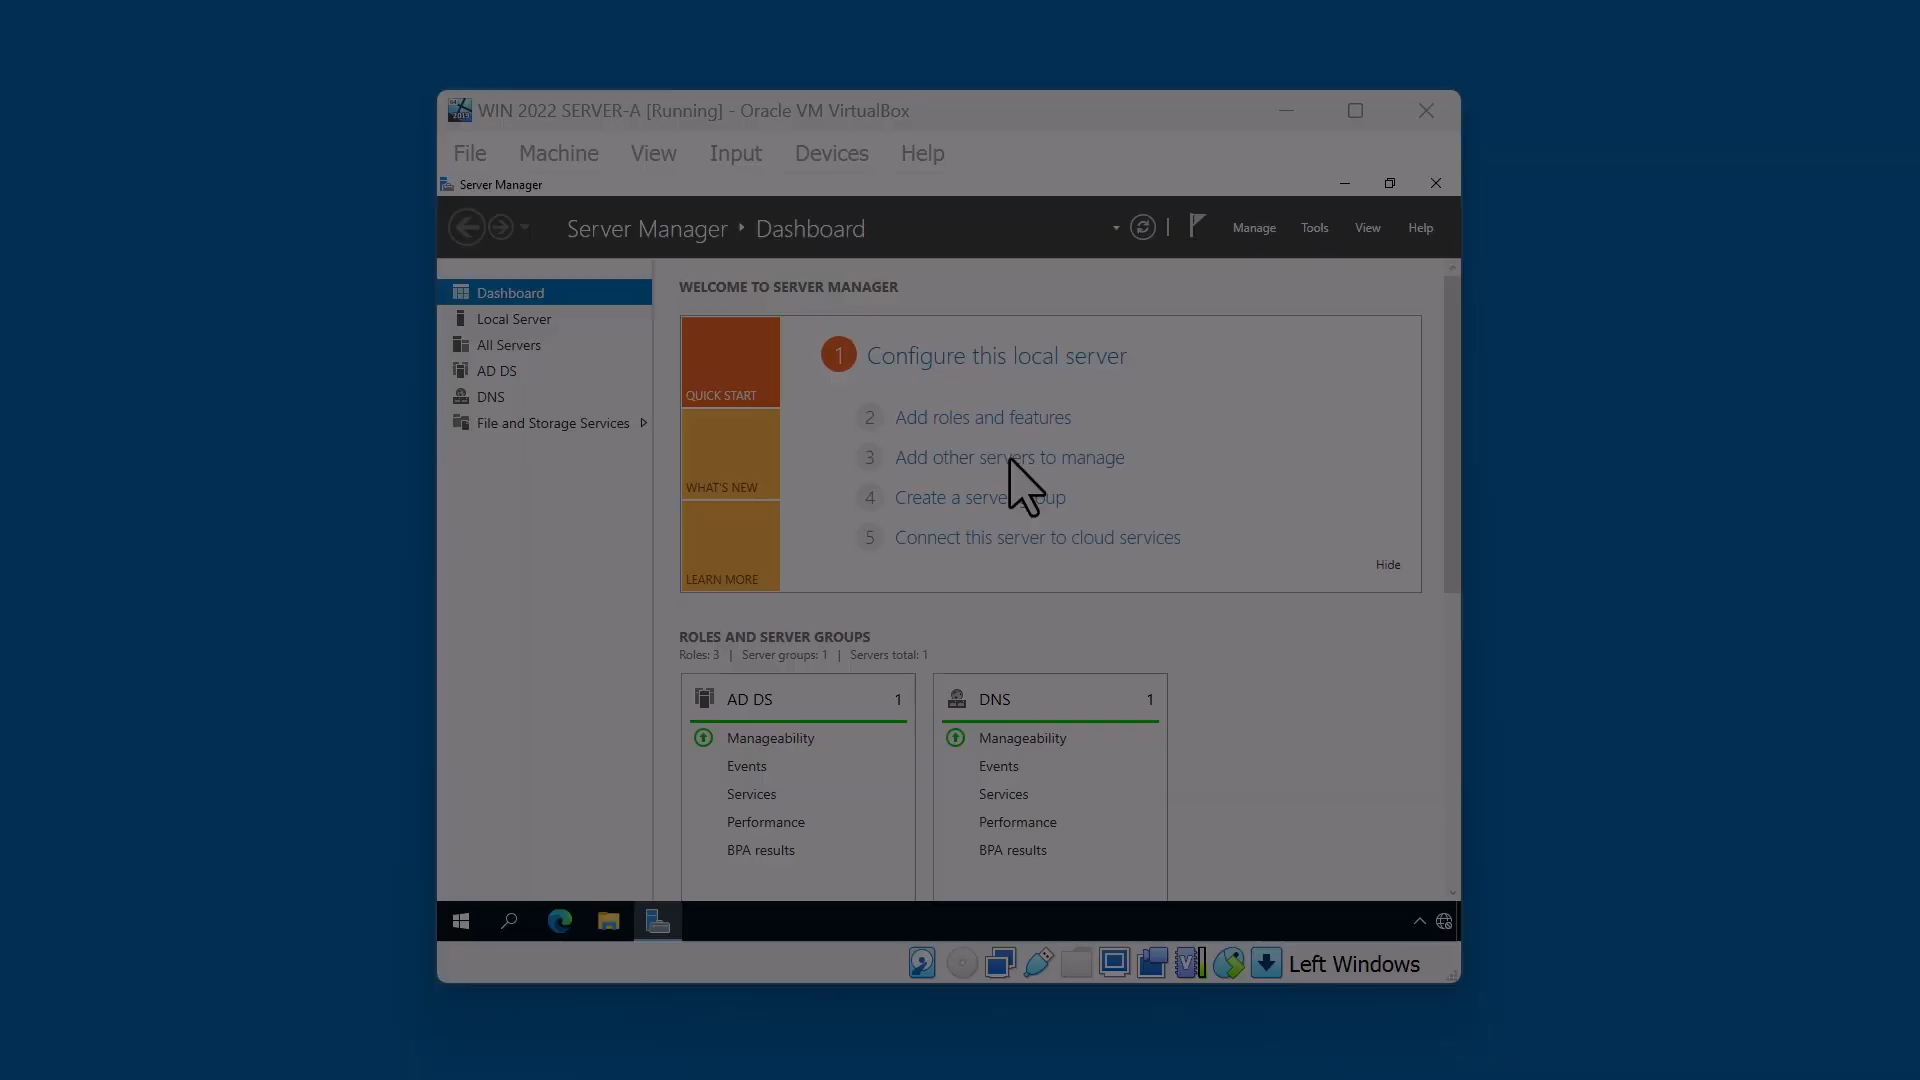 WIN 2022 SERVER-A [Running] - Oracle VM VirtualBox
File Machine View Input Devices Help
Server Manager
Server Manager Dashboard
Manage Tools View Help
Dashboard
Local Server
All Servers
AD DS
DNS
File and Storage Services
WELCOME TO SERVER MANAGER
QUICK START
WHAT'S NEW
LEARN MORE
1 Configure this local server
2 Add roles and features
3 Add other servers to manage
4 Create a
5 Connect this server to cloud services
Hide
ROLES AND SERVER GROUPS
Roles: 3 | Server groups: 1 | Servers total: 1
AD DS 1
Manageability
Events
Services
Performance
BPA results
DNS 1
Manageability
Events
Services
Performance
BPA results
Left Windows